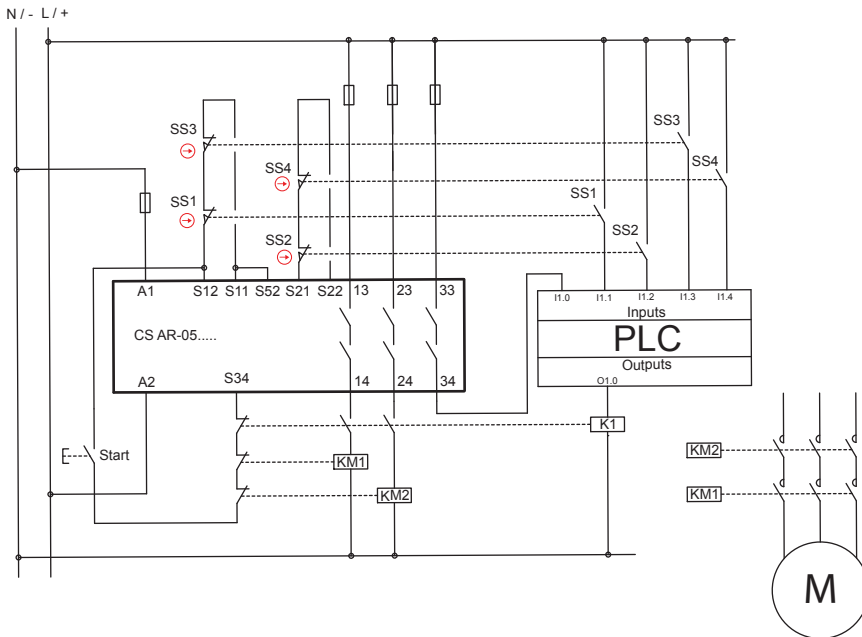 N / - L / +
SS3
SS3
SS4
SS4
SS1
SS1
SS2
SS2
A1 S12 S11 S52 S21 S22 13 23 33
I1.0 I1.1 I1.2 I1.3 I1.4
Inputs
CS AR-05.....
PLC
Outputs
A2 S34 14 24 34
O1.0
K1
Start
KM1
KM2
KM2
KM1
M